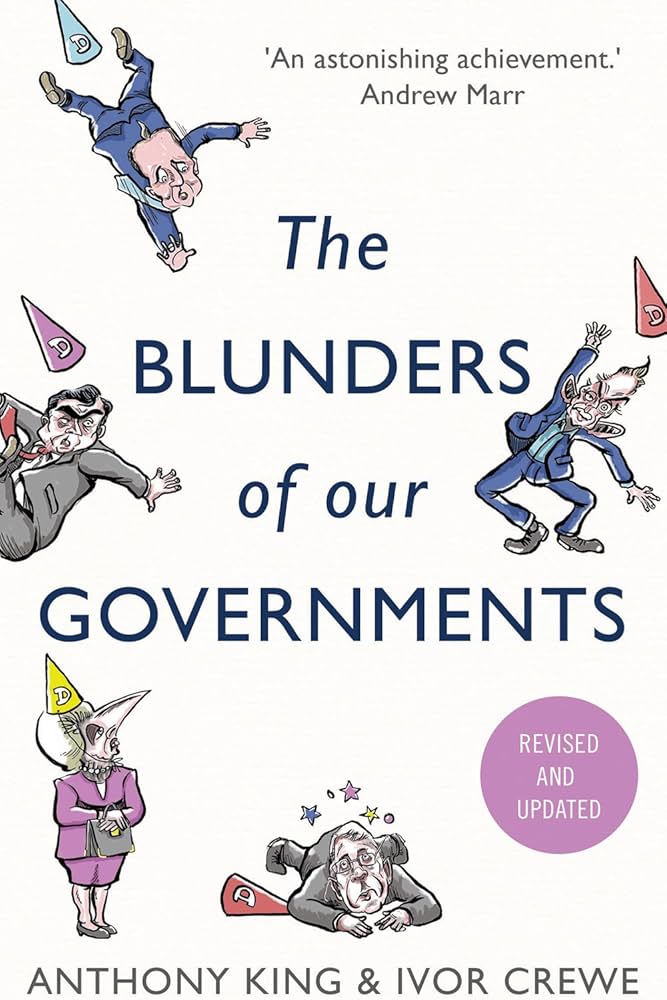 D
'An astonishing achievement.'
Andrew Marr
The
BLUNDERS
of our
GOVERNMENTS
D
D
D
REVISED
AND
UPDATED
D
ANTHONY KING & IVOR CREWE